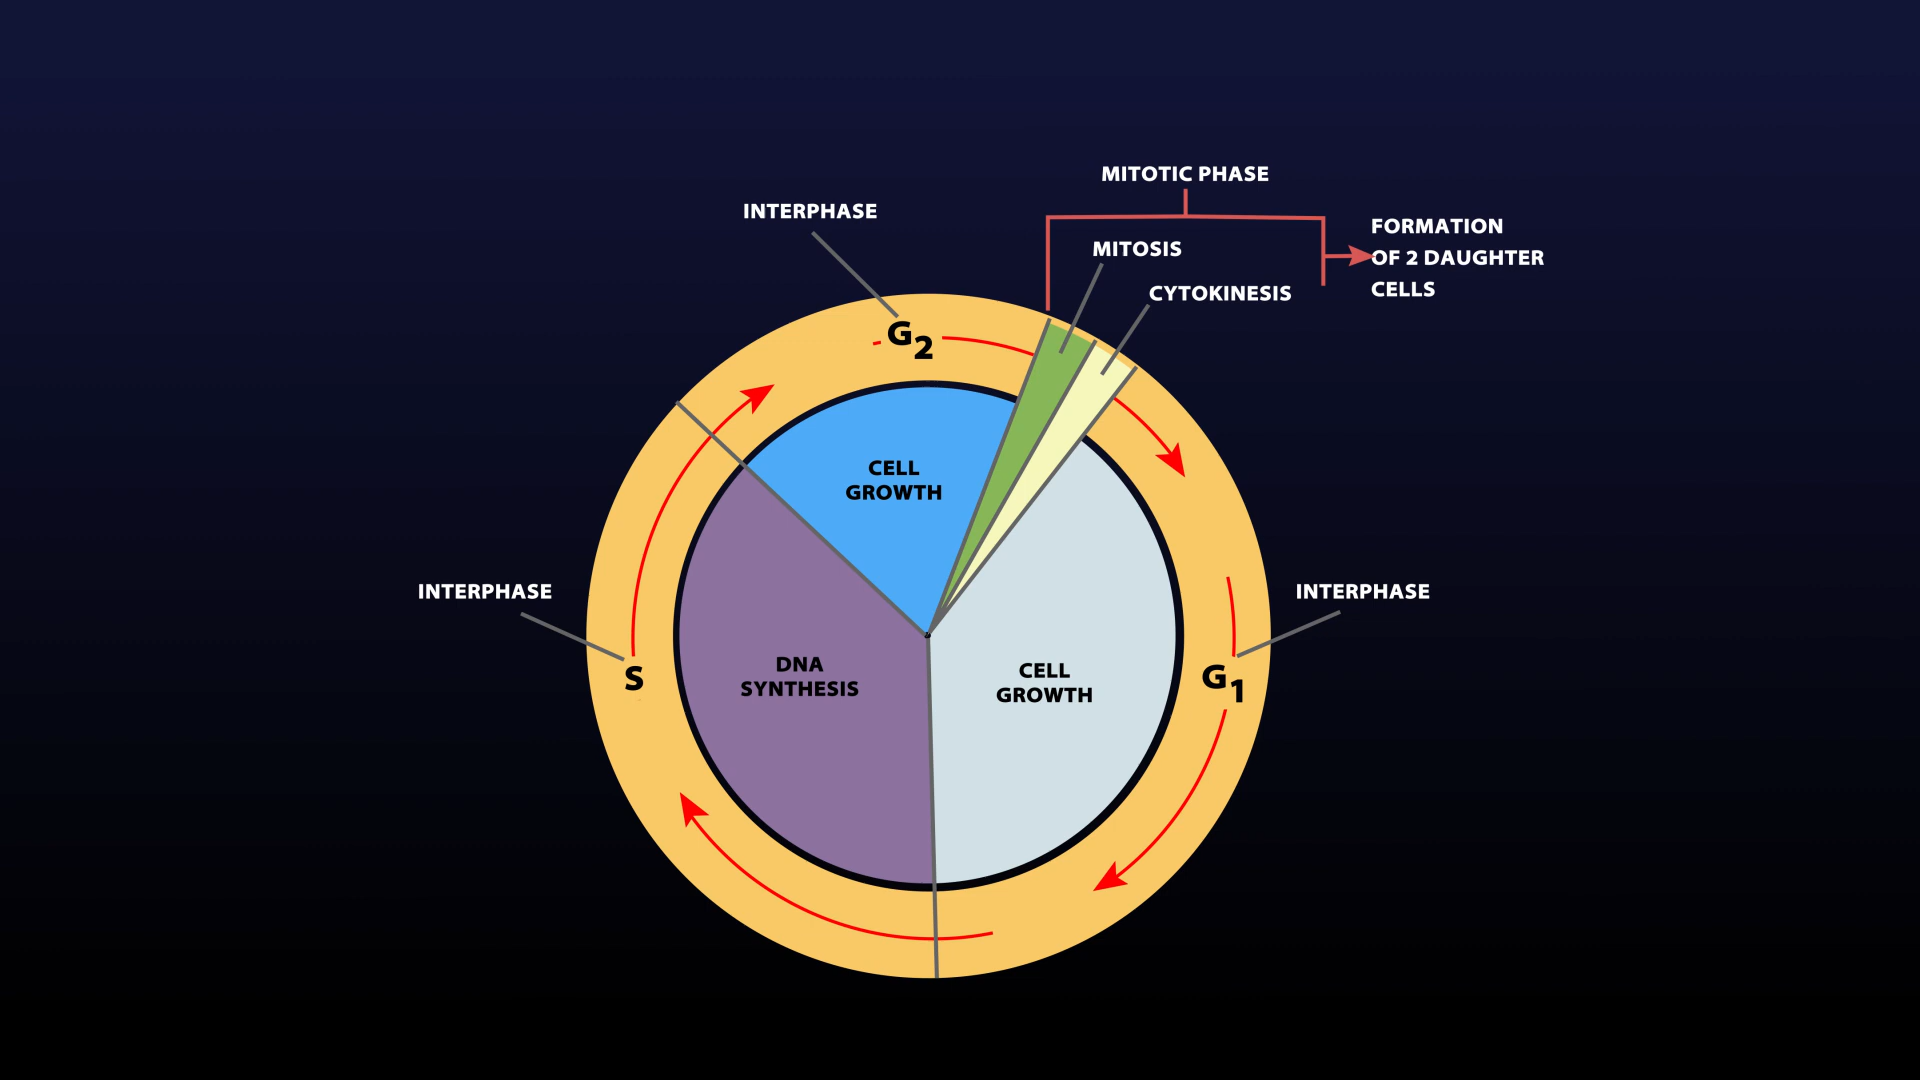 MITOTIC PHASE
INTERPHASE
FORMATION
OF 2 DAUGHTER
CELLS
MITOSIS
CYTOKINESIS
G2
CELL
GROWTH
INTERPHASE
INTERPHASE
S
DNA
SYNTHESIS
CELL
GROWTH
G1